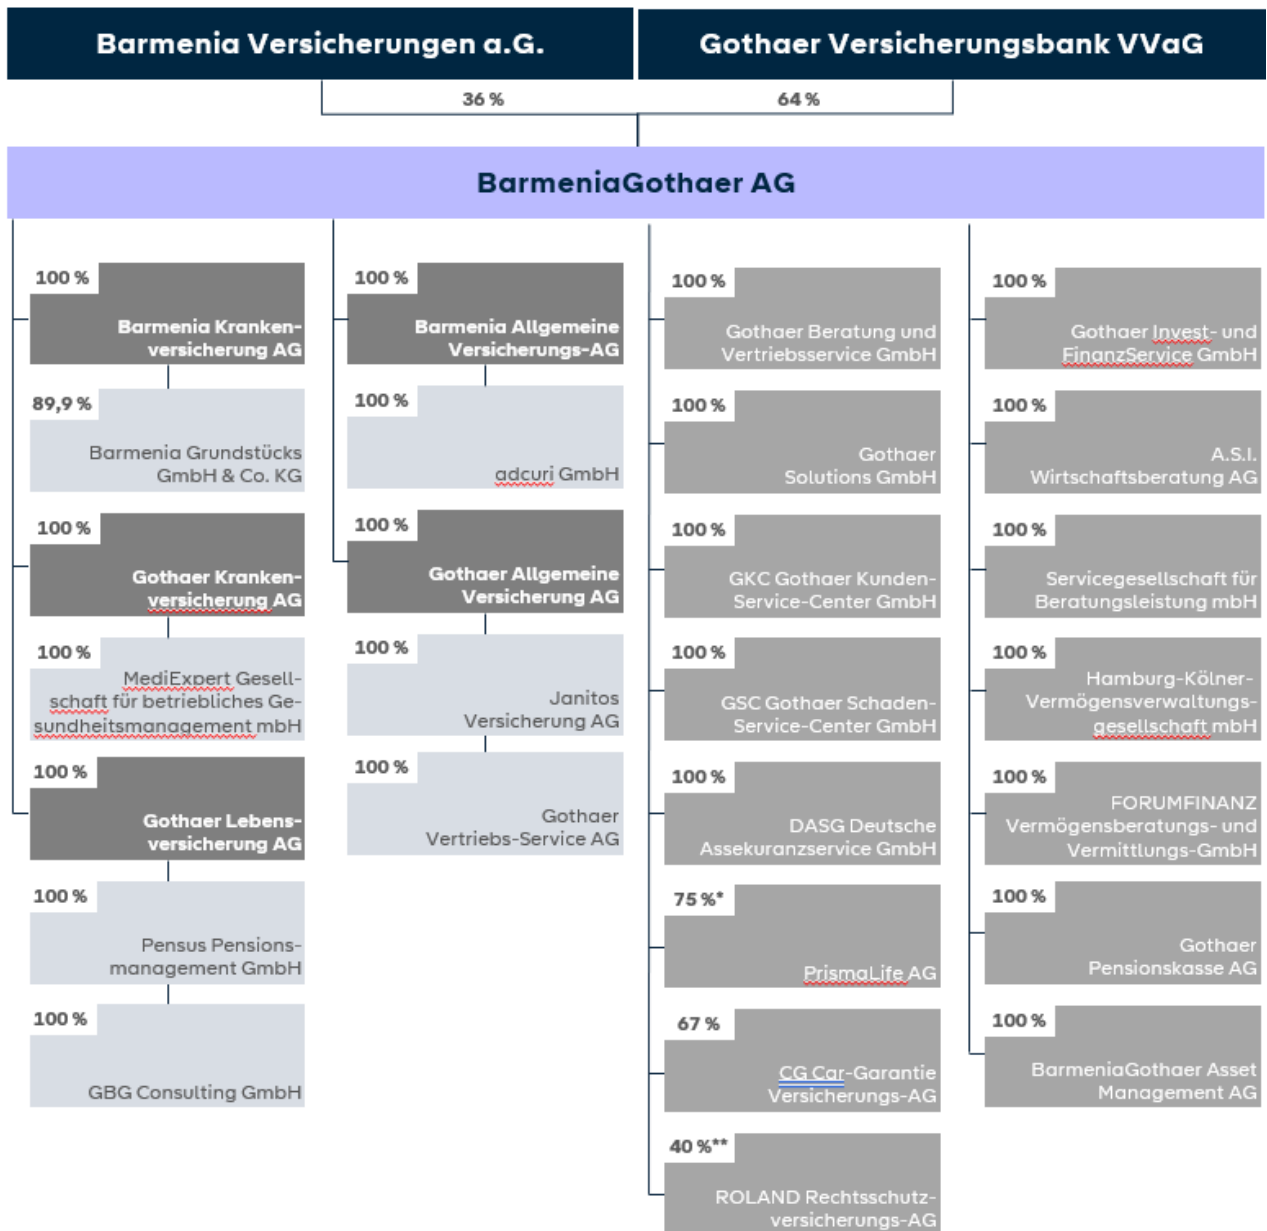 Barmenia Versicherungen a.G.
Gothaer Versicherungsbank VVaG
36 %
64 %
BarmeniaGothaer AG
100 %
Barmenia Kranken-
versicherung AG
89,9 %
Barmenia Grundstücks
GmbH & Co. KG
100 %
Gothaer Kranken-
versicherung AG
100 %
MediExpert Gesell-
schaft für betriebliches Ge-
sundheitsmanagement mbH
100 %
Gothaer Lebens-
versicherung AG
100 %
Pensus Pensions-
management GmbH
100 %
GBG Consulting GmbH
100 %
Barmenia Allgemeine
Versicherungs-AG
100 %
adcuri GmbH
100 %
Gothaer Allgemeine
Versicherung AG
100 %
Janitos
Versicherung AG
100 %
Gothaer
Vertriebs-Service AG
100 %
Gothaer Beratung und
Vertriebsservice GmbH
100 %
Gothaer
Solutions GmbH
100 %
GKC Gothaer Kunden-
Service-Center GmbH
100 %
GSC Gothaer Schaden-
Service-Center GmbH
100 %
DASG Deutsche
Assekuranzservice GmbH
75 %*
PrismaLife AG
67 %
CG Car-Garantie
Versicherungs-AG
40 %**
ROLAND Rechtsschutz-
versicherungs-AG
100 %
Gothaer Invest- und
FinanzService GmbH
100 %
A.S.I.
Wirtschaftsberatung AG
100 %
Servicegesellschaft für
Beratungsleistung mbH
100 %
Hamburg-Kölner-
Vermögensverwaltungs-
gesellschaft mbH
100 %
FORUMFINANZ
Vermögensberatungs- und
Vermittlungs-GmbH
100 %
Gothaer
Pensionskasse AG
100 %
BarmeniaGothaer Asset
Management AG